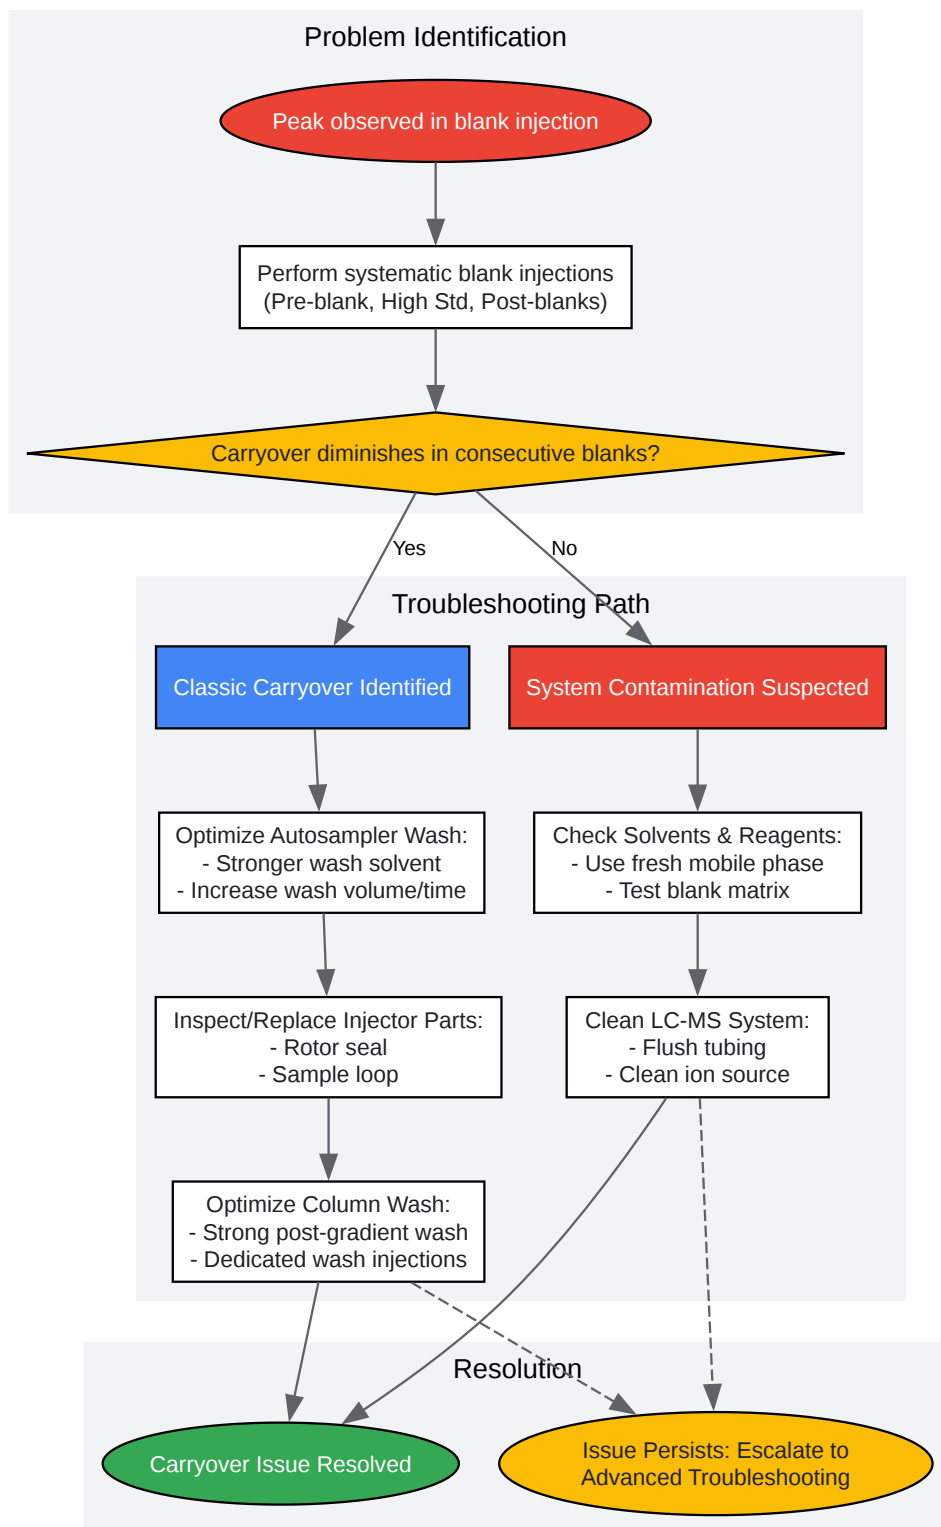 Problem Identification
Peak observed in blank injection
Perform systematic blank injections
(Pre-blank, High Std, Post-blanks)
Carryover diminishes in consecutive blanks?
Yes
No
Troubleshooting Path
Classic Carryover Identified
System Contamination Suspected
Optimize Autosampler Wash:
- Stronger wash solvent
- Increase wash volume/time
Check Solvents & Reagents:
- Use fresh mobile phase
- Test blank matrix
Inspect/Replace Injector Parts:
- Rotor seal
- Sample loop
Clean LC-MS System:
- Flush tubing
- Clean ion source
Optimize Column Wash:
- Strong post-gradient wash
- Dedicated wash injections
Resolution
Carryover Issue Resolved
Issue Persists: Escalate to
Advanced Troubleshooting